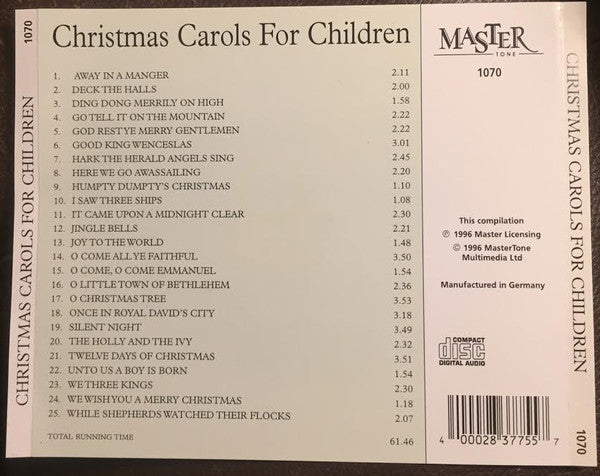 1070
CHRISTMAS CAROLS FOR CHILDREN
Christmas Carols For Children
1. AWAY IN A MANGER 2.11
2. DECK THE HALLS 2.00
3. DING DONG MERRILY ON HIGH 1.58
4. GO TELL IT ON THE MOUNTAIN 2.22
5. GOD REST YE MERRY GENTLEMEN 2.22
6. GOOD KING WENCESLAS 3.01
7. HARK THE HERALD ANGELS SING 2.45
8. HERE WE GO AWASSAILING 2.20
9. HUMPTY DUMPTY'S CHRISTMAS 1.10
10. I SAW THREE SHIPS 1.08
11. IT CAME UPON A MIDNIGHT CLEAR 2.30
12. JINGLE BELLS 2.21
13. JOY TO THE WORLD 1.48
14. O COME ALL YE FAITHFUL 3.50
15. O COME, O COME EMMANUEL 1.54
16. O LITTLE TOWN OF BETHLEHEM 2.36
17. O CHRISTMAS TREE 3.53
18. ONCE IN ROYAL DAVID'S CITY 3.18
19. SILENT NIGHT 3.49
20. THE HOLLY AND THE IVY 2.32
21. TWELVE DAYS OF CHRISTMAS 3.51
22. UNTO US A BOY IS BORN 1.54
23. WE THREE KINGS 2.30
24. WE WISH YOU A MERRY CHRISTMAS 1.18
25. WHILE SHEPHERDS WATCHED THEIR FLOCKS 2.07
TOTAL RUNNING TIME 61.46
MASTER
TONE
1070
This compilation
℗ 1996 Master Licensing
© 1996 MasterTone
Multimedia Ltd
Manufactured in Germany
COMPACT
disc
DIGITAL AUDIO
4 00028 37755 7
CHRISTMAS CAROLS FOR CHILDREN
1070